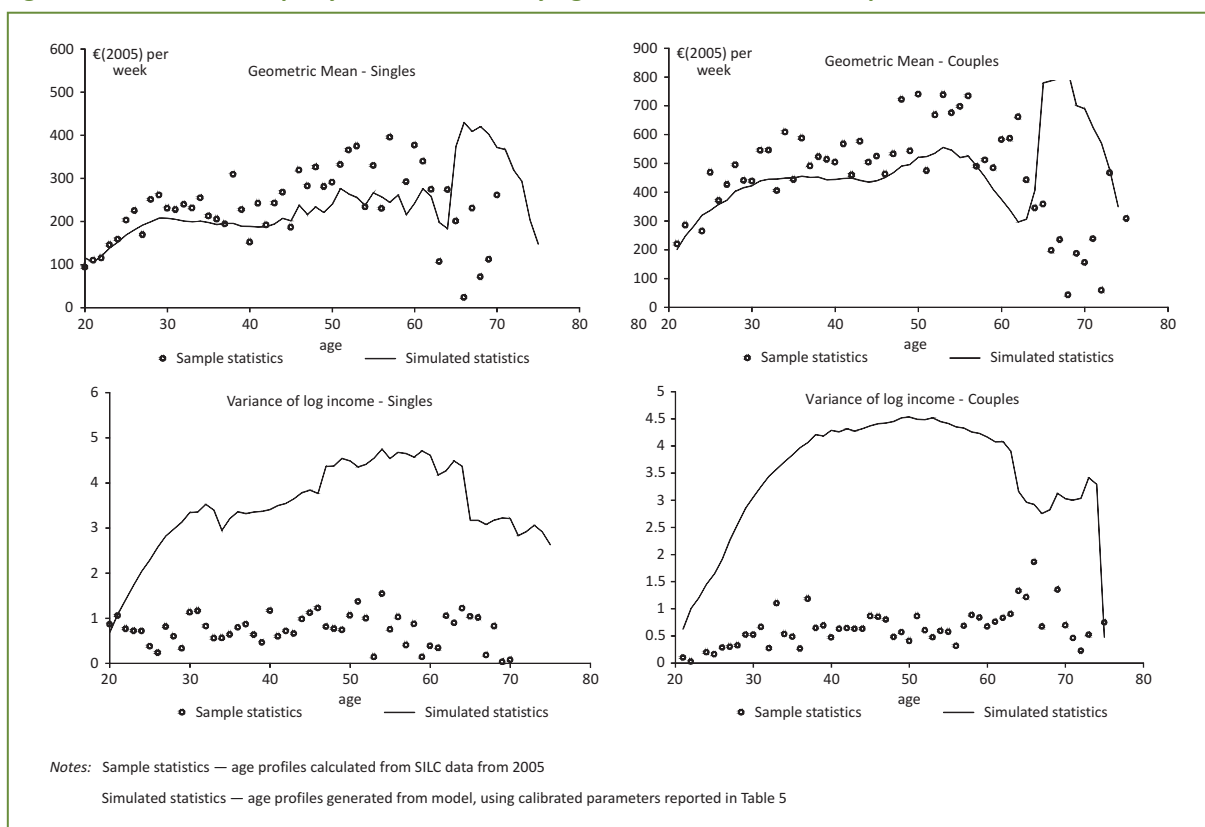 600
500
400
300
200
100
0
€(2005) per
week
Geometric Mean - Singles
20 30 40 50 60 70 80
age
Sample statistics Simulated statistics
900
800
700
600
500
400
300
200
100
0
€(2005) per
week
Geometric Mean - Couples
80 20 30 40 50 60 70 80
age
Sample statistics Simulated statistics
6
5
4
3
2
1
0
Variance of log income - Singles
20 30 40 50 60 70 80
age
Sample statistics Simulated statistics
5
4.5
4
3.5
3
2.5
2
1.5
1
0.5
0
Variance of log income - Couples
20 30 40 50 60 70 80
age
Sample statistics Simulated statistics
Notes: Sample statistics — age profiles calculated from SILC data from 2005
Simulated statistics — age profiles generated from model, using calibrated parameters reported in Table 5